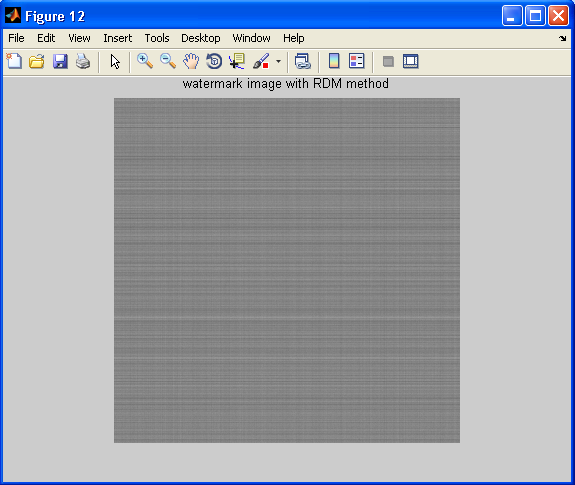 Figure 12
File Edit View Insert Tools Desktop Window Help
watermark image with RDM method